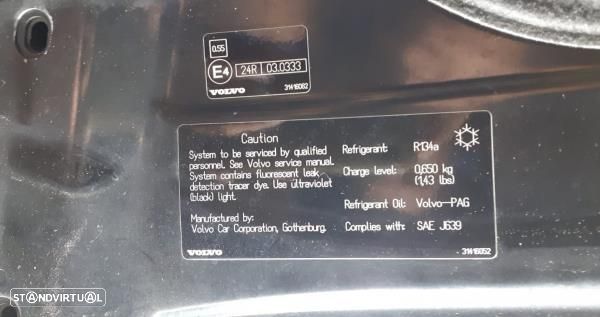 0.55
E4 24R 03.0333
VOLVO 31416062
Caution
System to be serviced by qualified
personnel. See Volvo service manual.
System contains fluorescent leak
detection tracer dye. Use ultraviolet
(black) light.
Manufactured by:
Volvo Car Corporation, Gothenburg.
Refrigerant: R134a
Charge level: 0,650 kg
(1,43 lbs)
Refrigerant Oil: Volvo-PAG
Complies with: SAE J639
VOLVO 31416052
STANDVIRTUAL